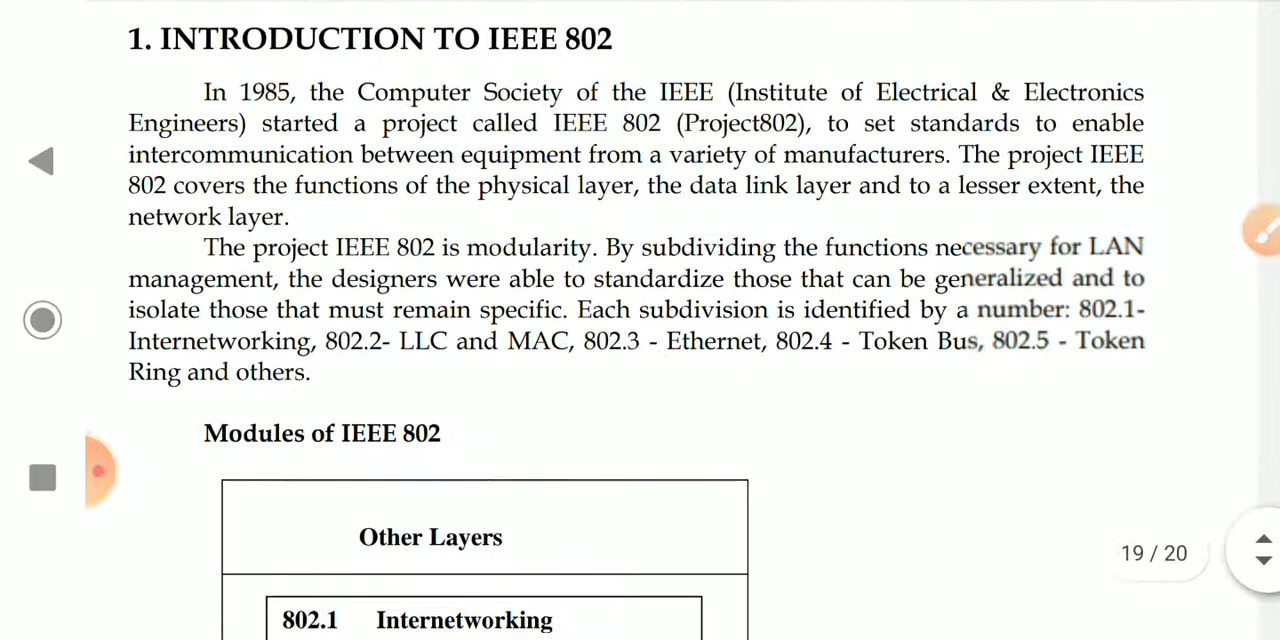 1. INTRODUCTION TO IEEE 802
In 1985, the Computer Society of the IEEE (Institute of Electrical & Electronics
Engineers) started a project called IEEE 802 (Project802), to set standards to enable
intercommunication between equipment from a variety of manufacturers. The project IEEE
802 covers the functions of the physical layer, the data link layer and to a lesser extent, the
network layer.
The project IEEE 802 is modularity. By subdividing the functions necessary for LAN
management, the designers were able to standardize those that can be generalized and to
isolate those that must remain specific. Each subdivision is identified by a number: 802.1-
Internetworking, 802.2- LLC and MAC, 802.3 - Ethernet, 802.4 - Token Bus, 802.5 - Token
Ring and others.
Modules of IEEE 802
Other Layers
19 / 20
802.1 Internetworking